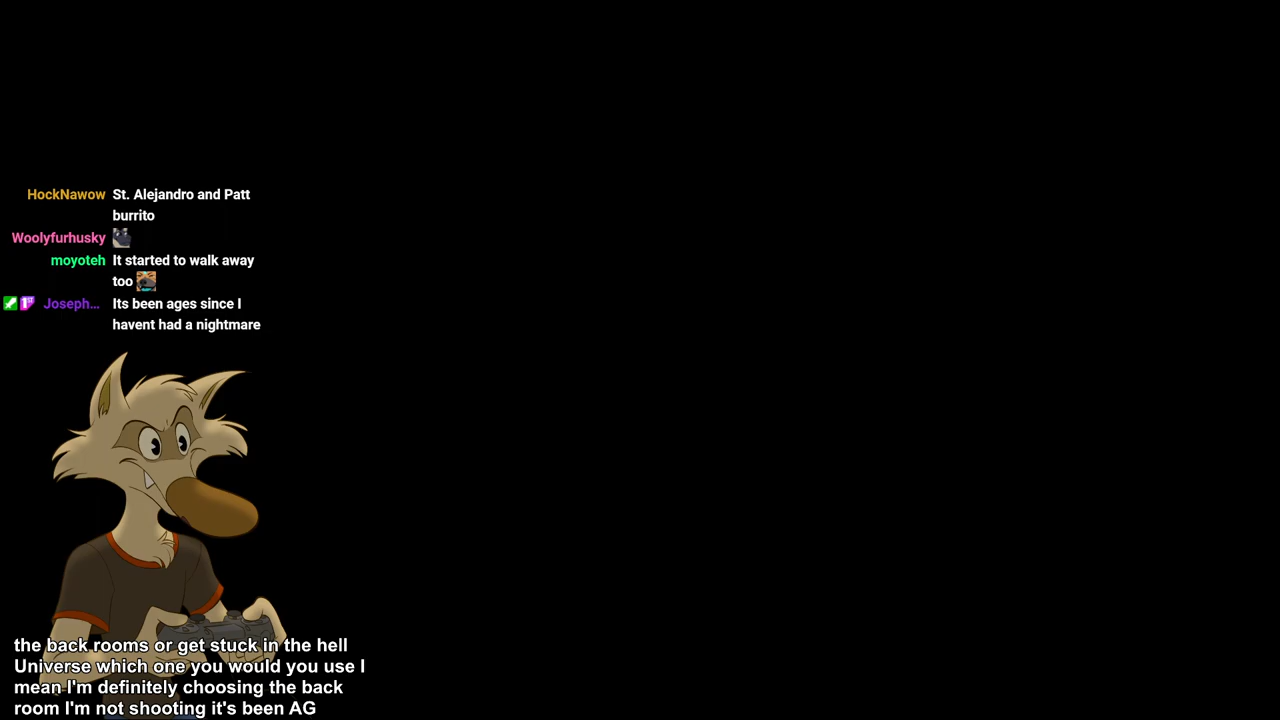 HockNawow St. Alejandro and Patt
burrito
Woolyfurhusky
moyoteh It started to walk away
too
Joseph... Its been ages since I
havent had a nightmare
the back rooms or get stuck in the hell
Universe which one you would you use I
mean I'm definitely choosing the back
room I'm not shooting it's been AG